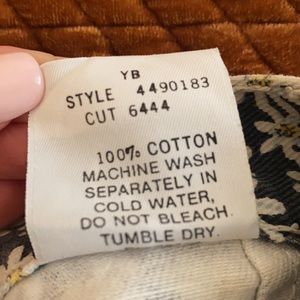 YB
STYLE 4490183
CUT 6444
100% COTTON
MACHINE WASH
SEPARATELY IN
COLD WATER,
DO NOT BLEACH.
TUMBLE DRY.